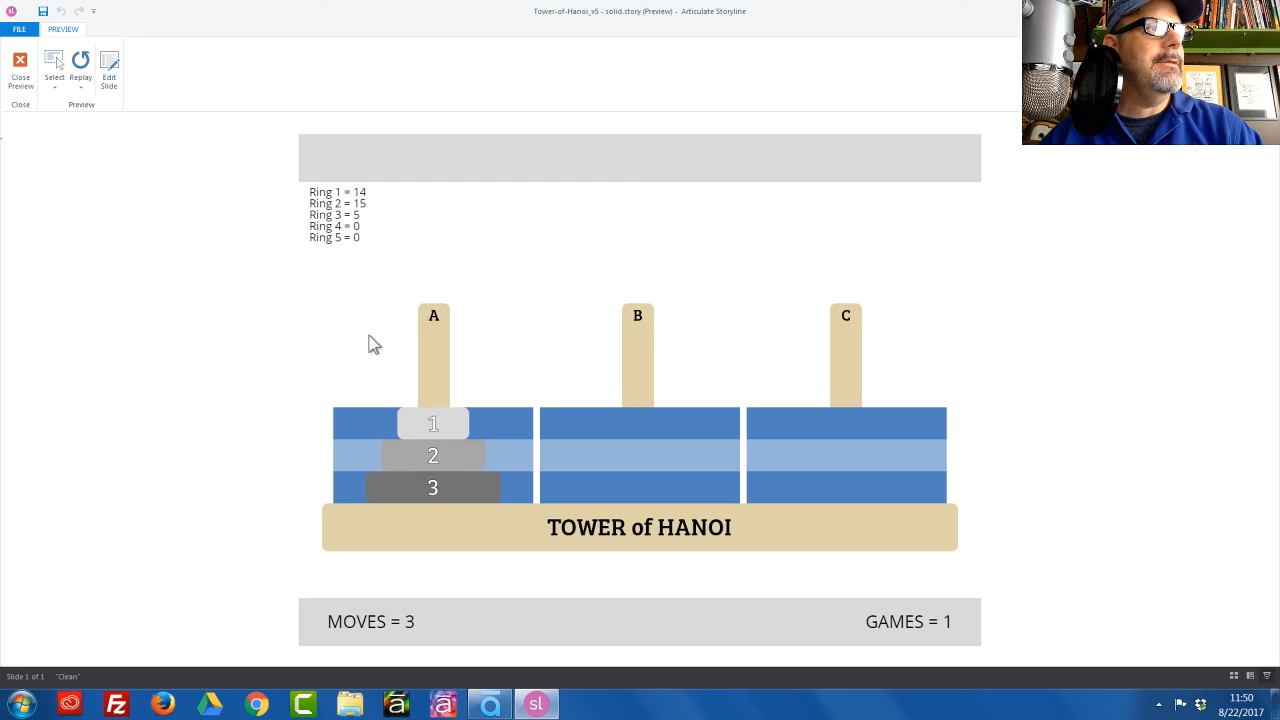 Tower-of-Hanoi_v5 - solid.story (Preview) - Articulate Storyline
FILE PREVIEW
Close Preview Select Replay Edit Slide
Close Preview
Ring 1 = 14
Ring 2 = 15
Ring 3 = 5
Ring 4 = 0
Ring 5 = 0
A B C
1
2
3
TOWER of HANOI
MOVES = 3 GAMES = 1
Slide 1 of 1 "Clean"
sl
11:50
8/22/2017